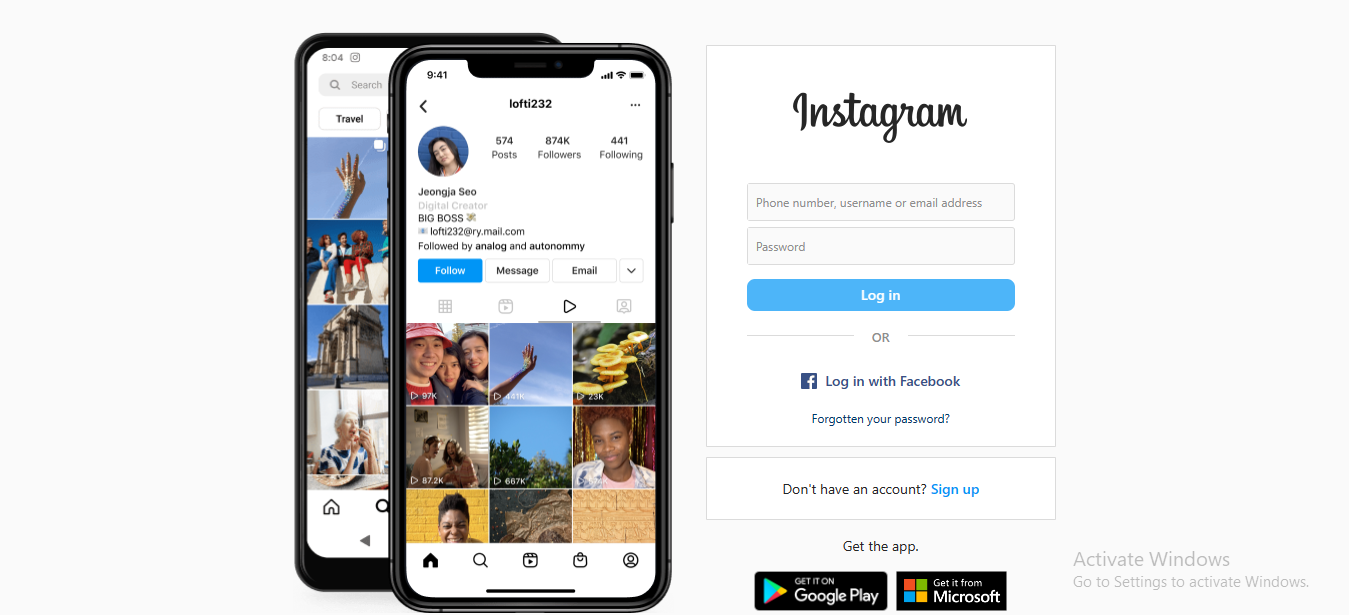 8:04
Search
Travel
9:41
lofti232
574
874K
441
Posts
Followers
Following
Jeongja Seo
Digital Creator
BIG BOSS
lofti232@ry.mail.com
Followed by analog and autonommy
Follow
Message
Email
97K
441K
23K
87.2K
667K
Instagram
Phone number, username or email address
Password
Log in
OR
Log in with Facebook
Forgotten your password?
Don't have an account? Sign up
Get the app.
GET IT ON
Google Play
Get it from
Microsoft
Activate Windows
Go to Settings to activate Windows.